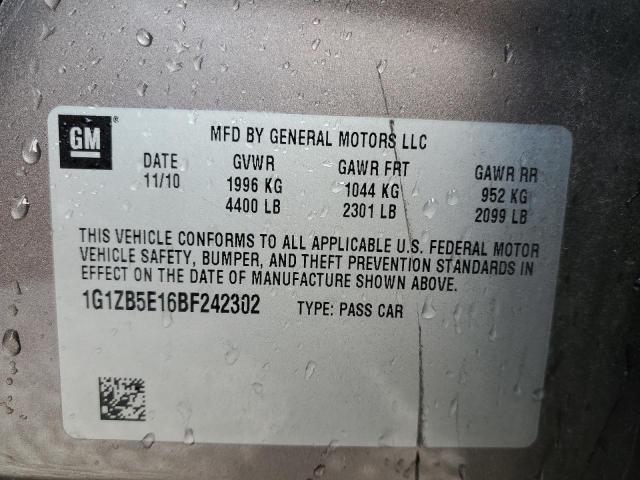 GM®
MFD BY GENERAL MOTORS LLC
DATE GVWR GAWR FRT GAWR RR
11/10 1996 KG 1044 KG 952 KG
4400 LB 2301 LB 2099 LB
THIS VEHICLE CONFORMS TO ALL APPLICABLE U.S. FEDERAL MOTOR
VEHICLE SAFETY, BUMPER, AND THEFT PREVENTION STANDARDS IN
EFFECT ON THE DATE OF MANUFACTURE SHOWN ABOVE.
1G1ZB5E16BF242302 TYPE: PASS CAR